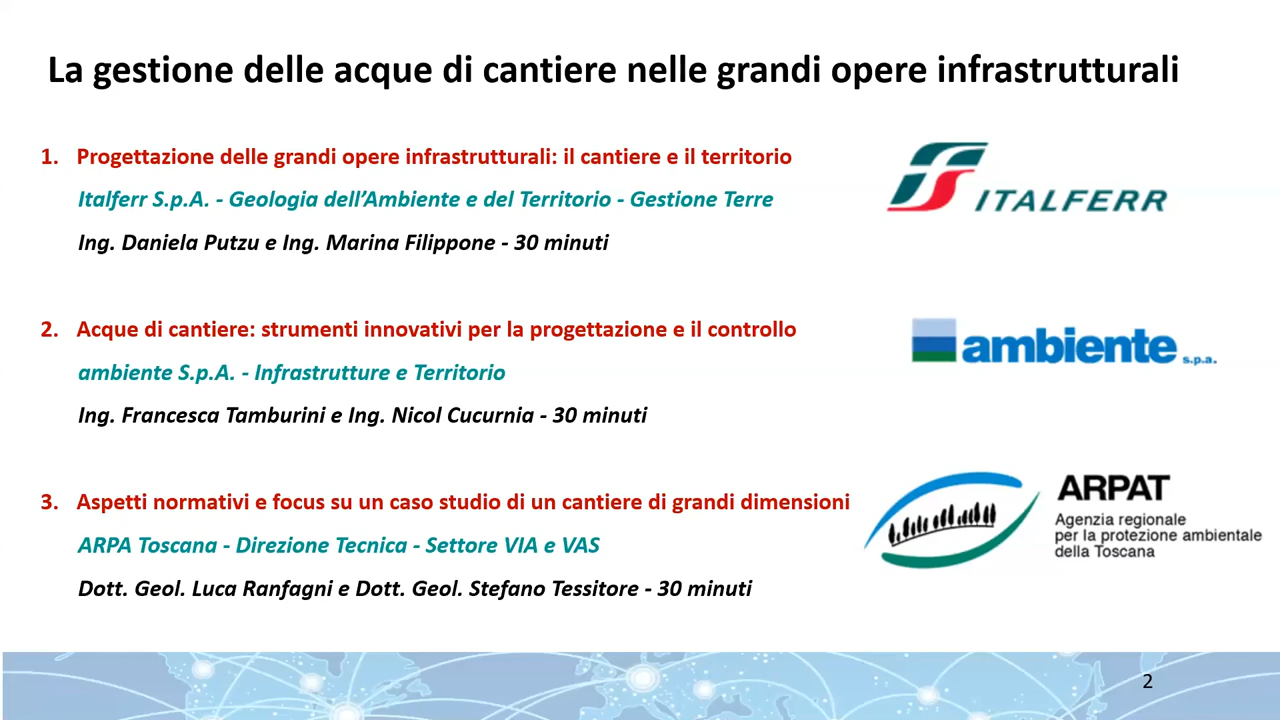 La gestione delle acque di cantiere nelle grandi opere infrastrutturali
1. Progettazione delle grandi opere infrastrutturali: il cantiere e il territorio
Italferr S.p.A. - Geologia dell’Ambiente e del Territorio - Gestione Terre
Ing. Daniela Putzu e Ing. Marina Filippone - 30 minuti
ITALFERR
2. Acque di cantiere: strumenti innovativi per la progettazione e il controllo
ambiente S.p.A. - Infrastrutture e Territorio
Ing. Francesca Tamburini e Ing. Nicol Cucurnia - 30 minuti
ambiente s.p.a.
3. Aspetti normativi e focus su un caso studio di un cantiere di grandi dimensioni
ARPA Toscana - Direzione Tecnica - Settore VIA e VAS
Dott. Geol. Luca Ranfagni e Dott. Geol. Stefano Tessitore - 30 minuti
ARPAT
Agenzia regionale
per la protezione ambientale
della Toscana
2